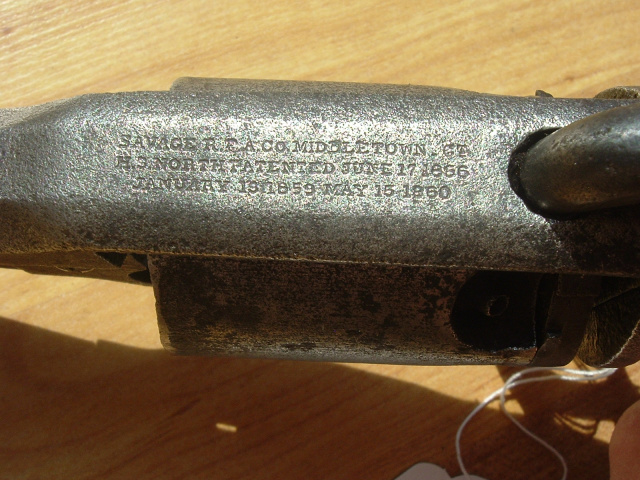 SAVAGE R.F.A.CO. MIDDLETOWN. CT.
H.S. NORTH. PATENTED JUNE 17.1856
JANUARY 18.1859. MAY 15.1860